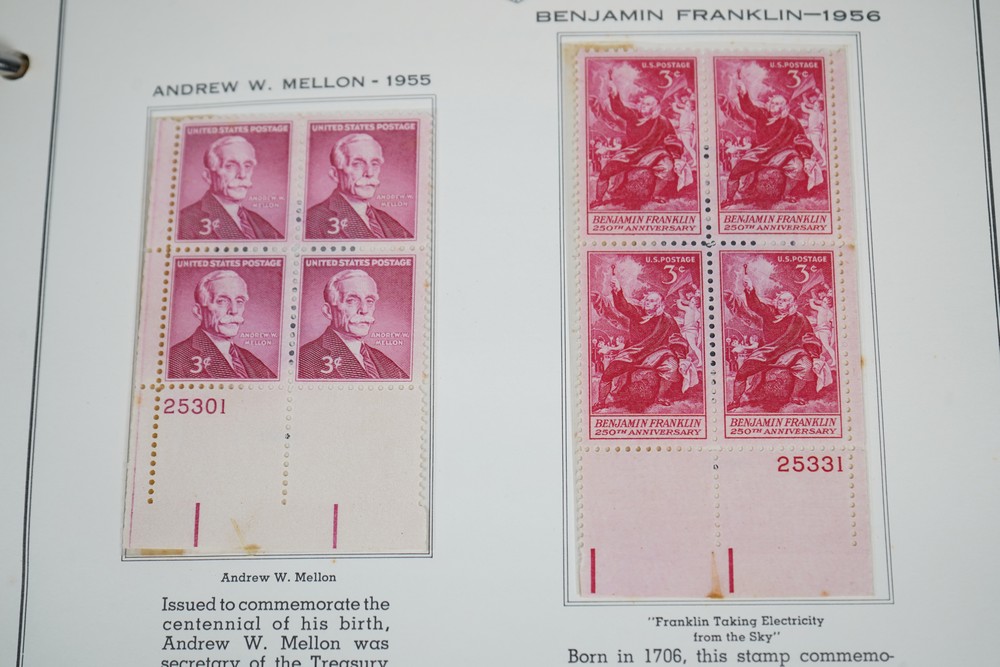 ANDREW W. MELLON - 1955
UNITED STATES POSTAGE
ANDREW W.
MELLON
3¢
UNITED STATES POSTAGE
ANDREW W.
MELLON
3¢
UNITED STATES POSTAGE
ANDREW W.
MELLON
3¢
UNITED STATES POSTAGE
ANDREW W.
MELLON
3¢
25301
Andrew W. Mellon
Issued to commemorate the
centennial of his birth,
Andrew W. Mellon was
secretary of the Treasury
BENJAMIN FRANKLIN—1956
U.S. POSTAGE
3¢
BENJAMIN FRANKLIN
250TH ANNIVERSARY
U.S. POSTAGE
3¢
BENJAMIN FRANKLIN
250TH ANNIVERSARY
U.S. POSTAGE
3¢
BENJAMIN FRANKLIN
250TH ANNIVERSARY
U.S. POSTAGE
3¢
BENJAMIN FRANKLIN
250TH ANNIVERSARY
25331
"Franklin Taking Electricity
from the Sky"
Born in 1706, this stamp commemo-